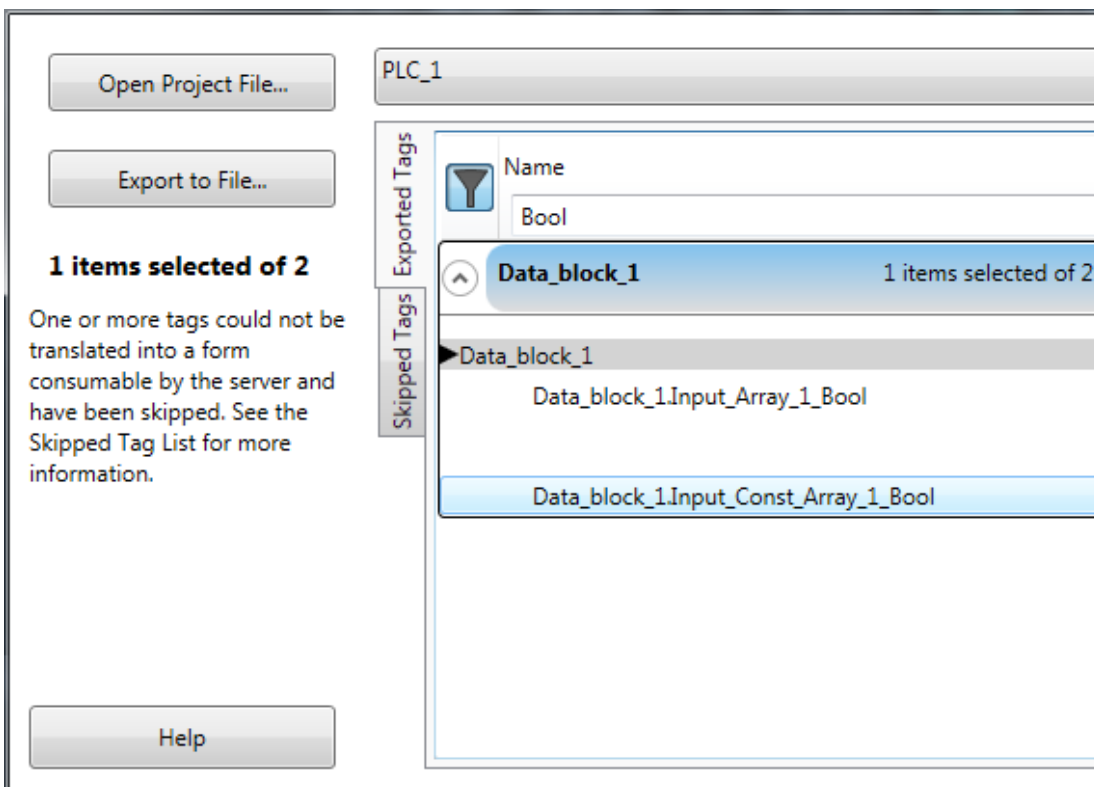 Open Project File...
Export to File...
1 items selected of 2
One or more tags could not be
translated into a form
consumable by the server and
have been skipped. See the
Skipped Tag List for more
information.
Help
PLC_1
Exported Tags
Skipped Tags
Name
Bool
Data_block_1 1 items selected of 2
Data_block_1
Data_block_1.Input_Array_1_Bool
Data_block_1.Input_Const_Array_1_Bool